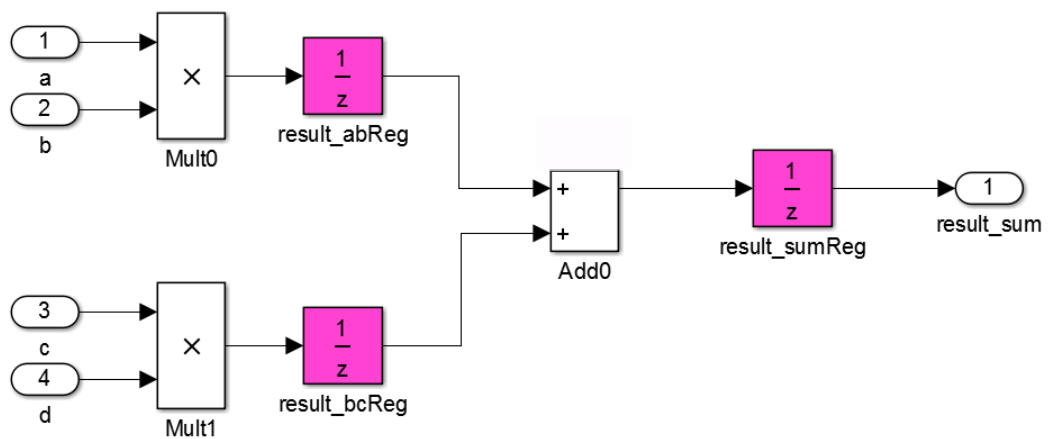 1
a
2
b
×
Mult0
1
z
result_abReg
3
c
4
d
×
Mult1
1
z
result_bcReg
+
+
Add0
1
z
result_sumReg
1
result_sum